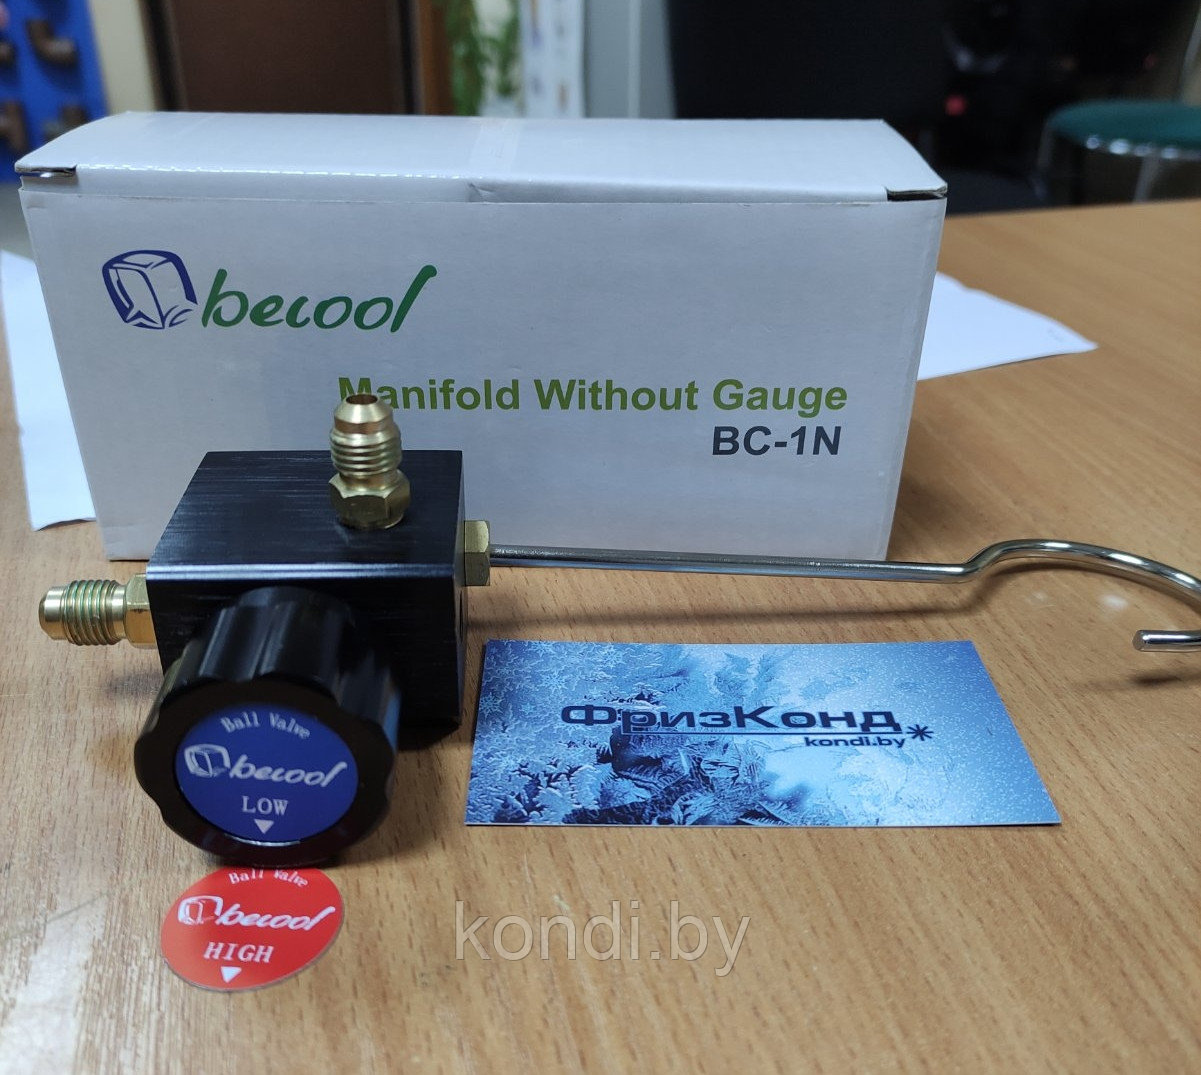 becool
Manifold Without Gauge
BC-1N
Ball Valve
becool
LOW
ФризКонд
kondi.by
Ball Valve
becool
HIGH
kondi.by